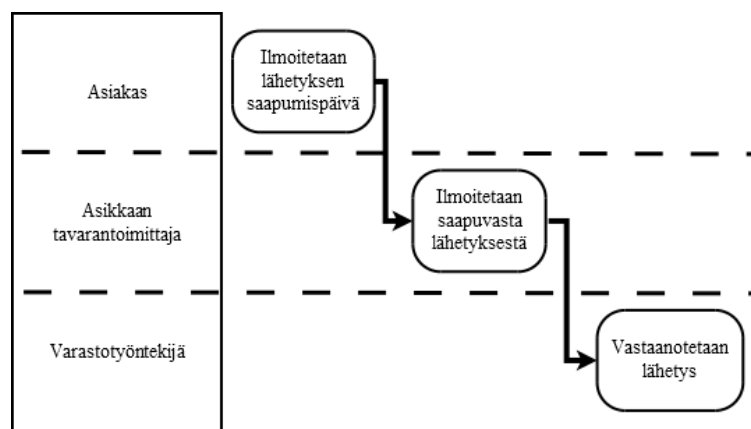 Asiakas
Ilmoitetaan
lähetyksen
saapumispäivä
Asikkaan
tavarantoimittaja
Ilmoitetaan
saapuvasta
lähetyksestä
Varastotyöntekijä
Vastaanotetaan
lähetys